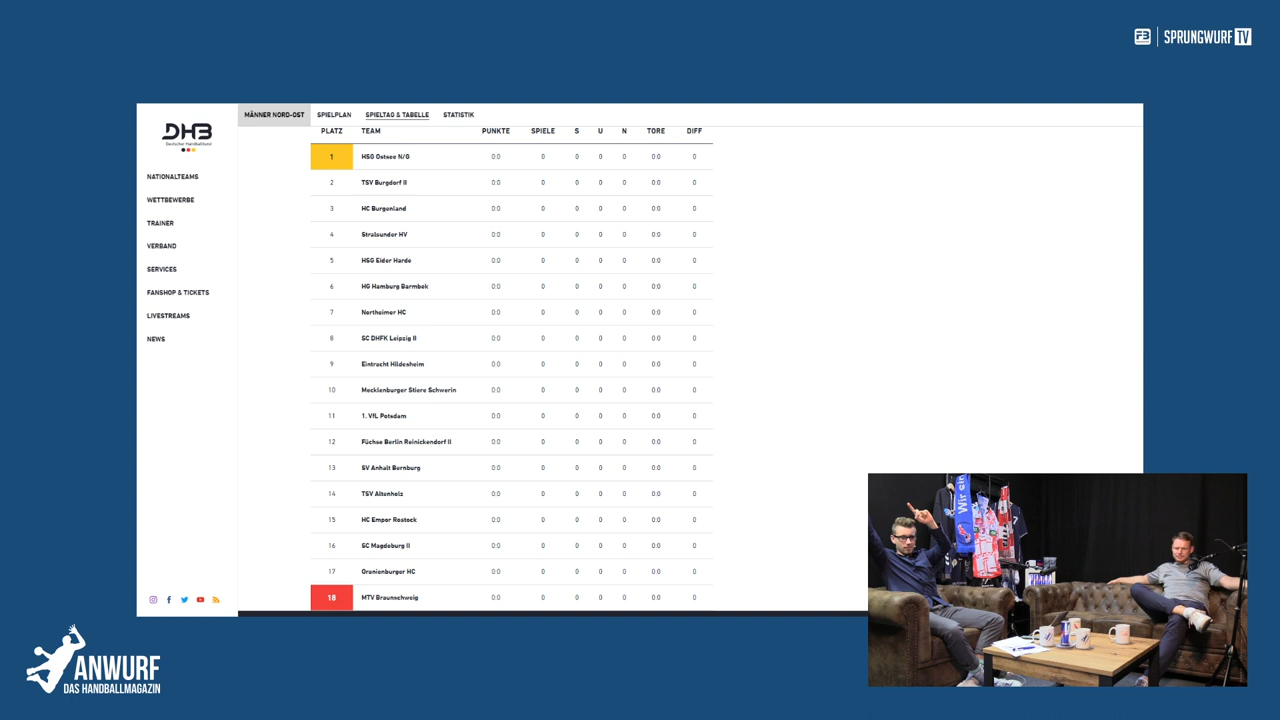 F3 | SPRUNGWURF TV
DHB
Deutscher Handballbund
MÄNNER NORD-OST SPIELPLAN SPIELTAG & TABELLE STATISTIK
NATIONALTEAMS
WETTBEWERBE
TRAINER
VERBAND
SERVICES
FANSHOP & TICKETS
LIVESTREAMS
NEWS
PLATZ TEAM PUNKTE SPIELE S U N TORE DIFF
1 HSG Ostsee N/G 0:0 0 0 0 0 0:0 0
2 TSV Burgdorf II 0:0 0 0 0 0 0:0 0
3 HC Burgenland 0:0 0 0 0 0 0:0 0
4 Stralsunder HV 0:0 0 0 0 0 0:0 0
5 HSG Eider Harde 0:0 0 0 0 0 0:0 0
6 HG Hamburg Barmbek 0:0 0 0 0 0 0:0 0
7 Northeimer HC 0:0 0 0 0 0 0:0 0
8 SC DHFK Leipzig II 0:0 0 0 0 0 0:0 0
9 Eintracht Hildesheim 0:0 0 0 0 0 0:0 0
10 Mecklenburger Stiere Schwerin 0:0 0 0 0 0 0:0 0
11 1. VfL Potsdam 0:0 0 0 0 0 0:0 0
12 Füchse Berlin Reinickendorf II 0:0 0 0 0 0 0:0 0
13 SV Anhalt Bernburg 0:0 0 0 0 0 0:0 0
14 TSV Altenholz 0:0 0 0 0 0 0:0 0
15 HC Empor Rostock 0:0 0 0 0 0 0:0 0
16 SC Magdeburg II 0:0 0 0 0 0 0:0 0
17 Oranienburger HC 0:0 0 0 0 0 0:0 0
18 MTV Braunschweig 0:0 0 0 0 0 0:0 0
Wir ein
ANWURF
DAS HANDBALLMAGAZIN